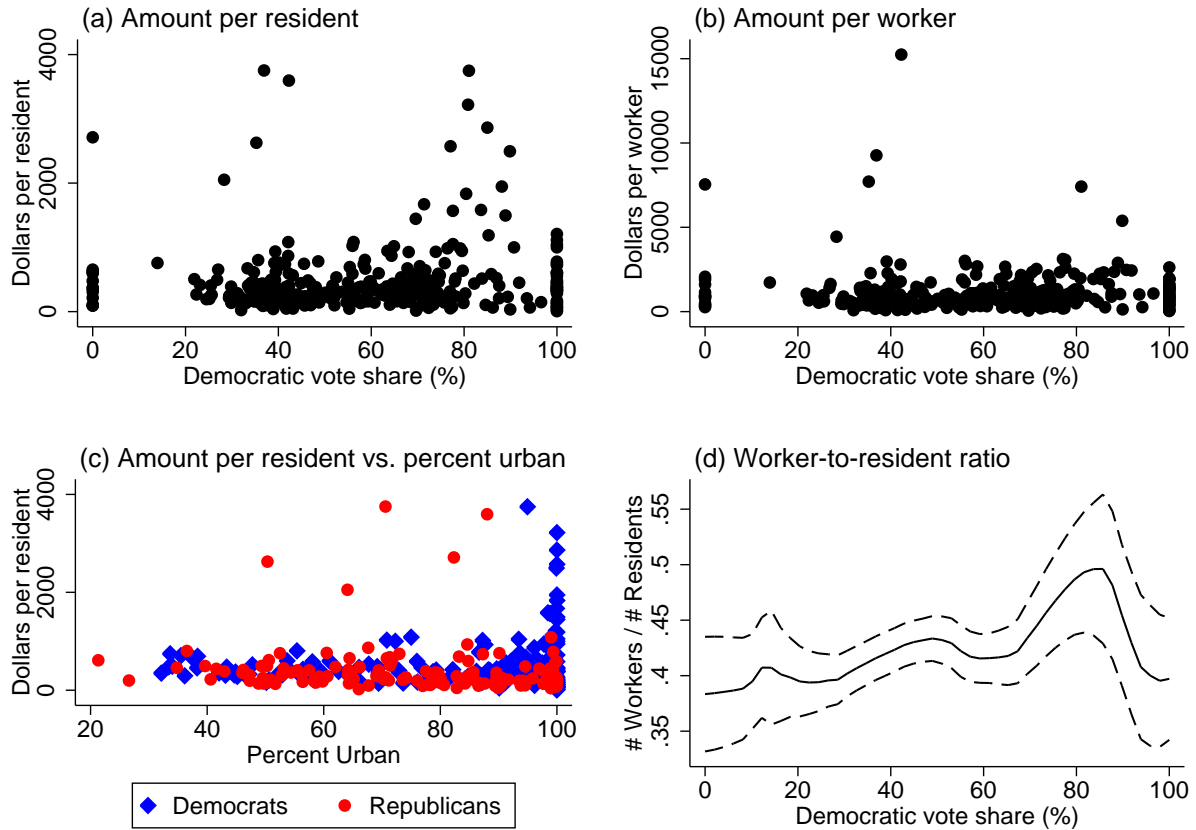 (a) Amount per resident
Dollars per resident
4000
2000
0
0 20 40 60 80 100
Democratic vote share (%)
(b) Amount per worker
Dollars per worker
15000
10000
5000
0
0 20 40 60 80 100
Democratic vote share (%)
(c) Amount per resident vs. percent urban
Dollars per resident
4000
2000
0
20 40 60 80 100
Percent Urban
Democrats Republicans
(d) Worker-to-resident ratio
# Workers / # Residents
.55
.5
.45
.4
.35
0 20 40 60 80 100
Democratic vote share (%)